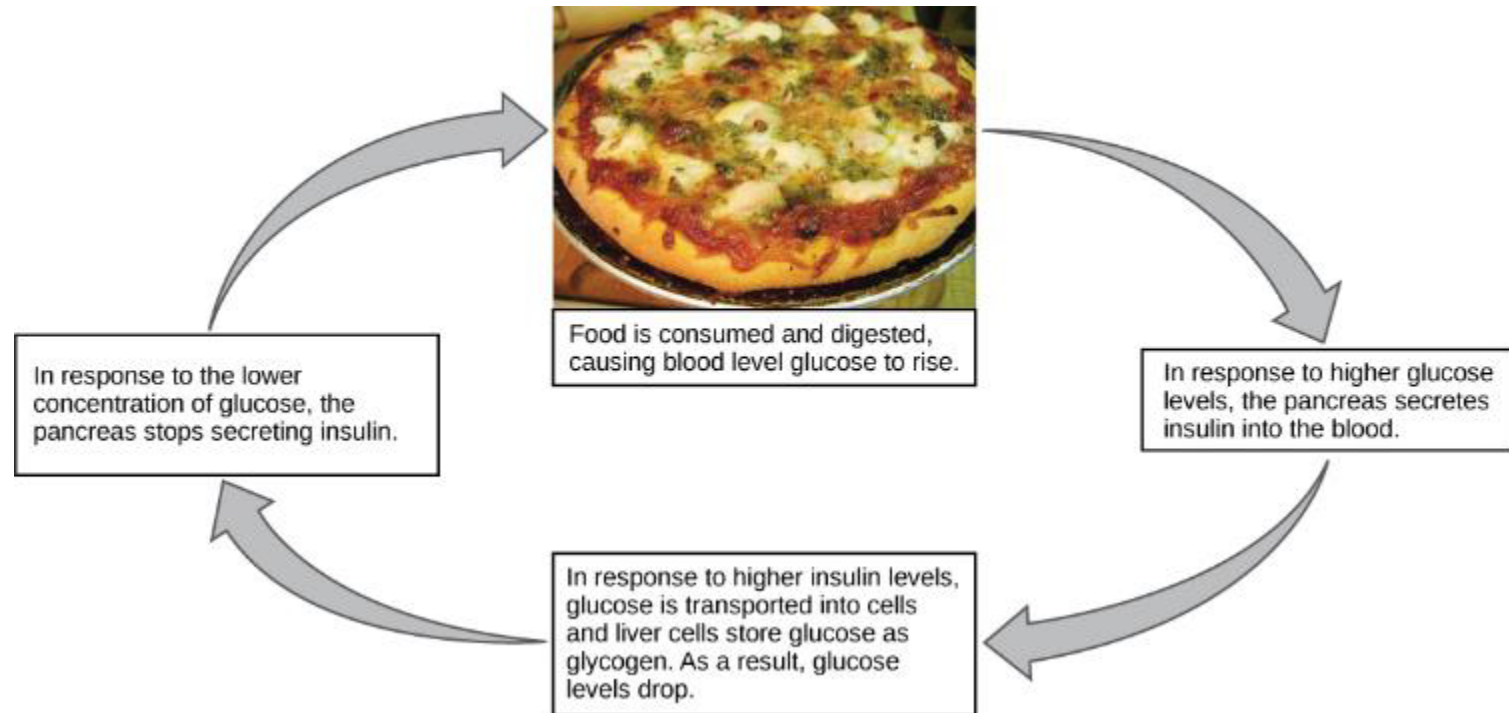 Food is consumed and digested,
causing blood level glucose to rise.
In response to higher glucose
levels, the pancreas secretes
insulin into the blood.
In response to higher insulin levels,
glucose is transported into cells
and liver cells store glucose as
glycogen. As a result, glucose
levels drop.
In response to the lower
concentration of glucose, the
pancreas stops secreting insulin.